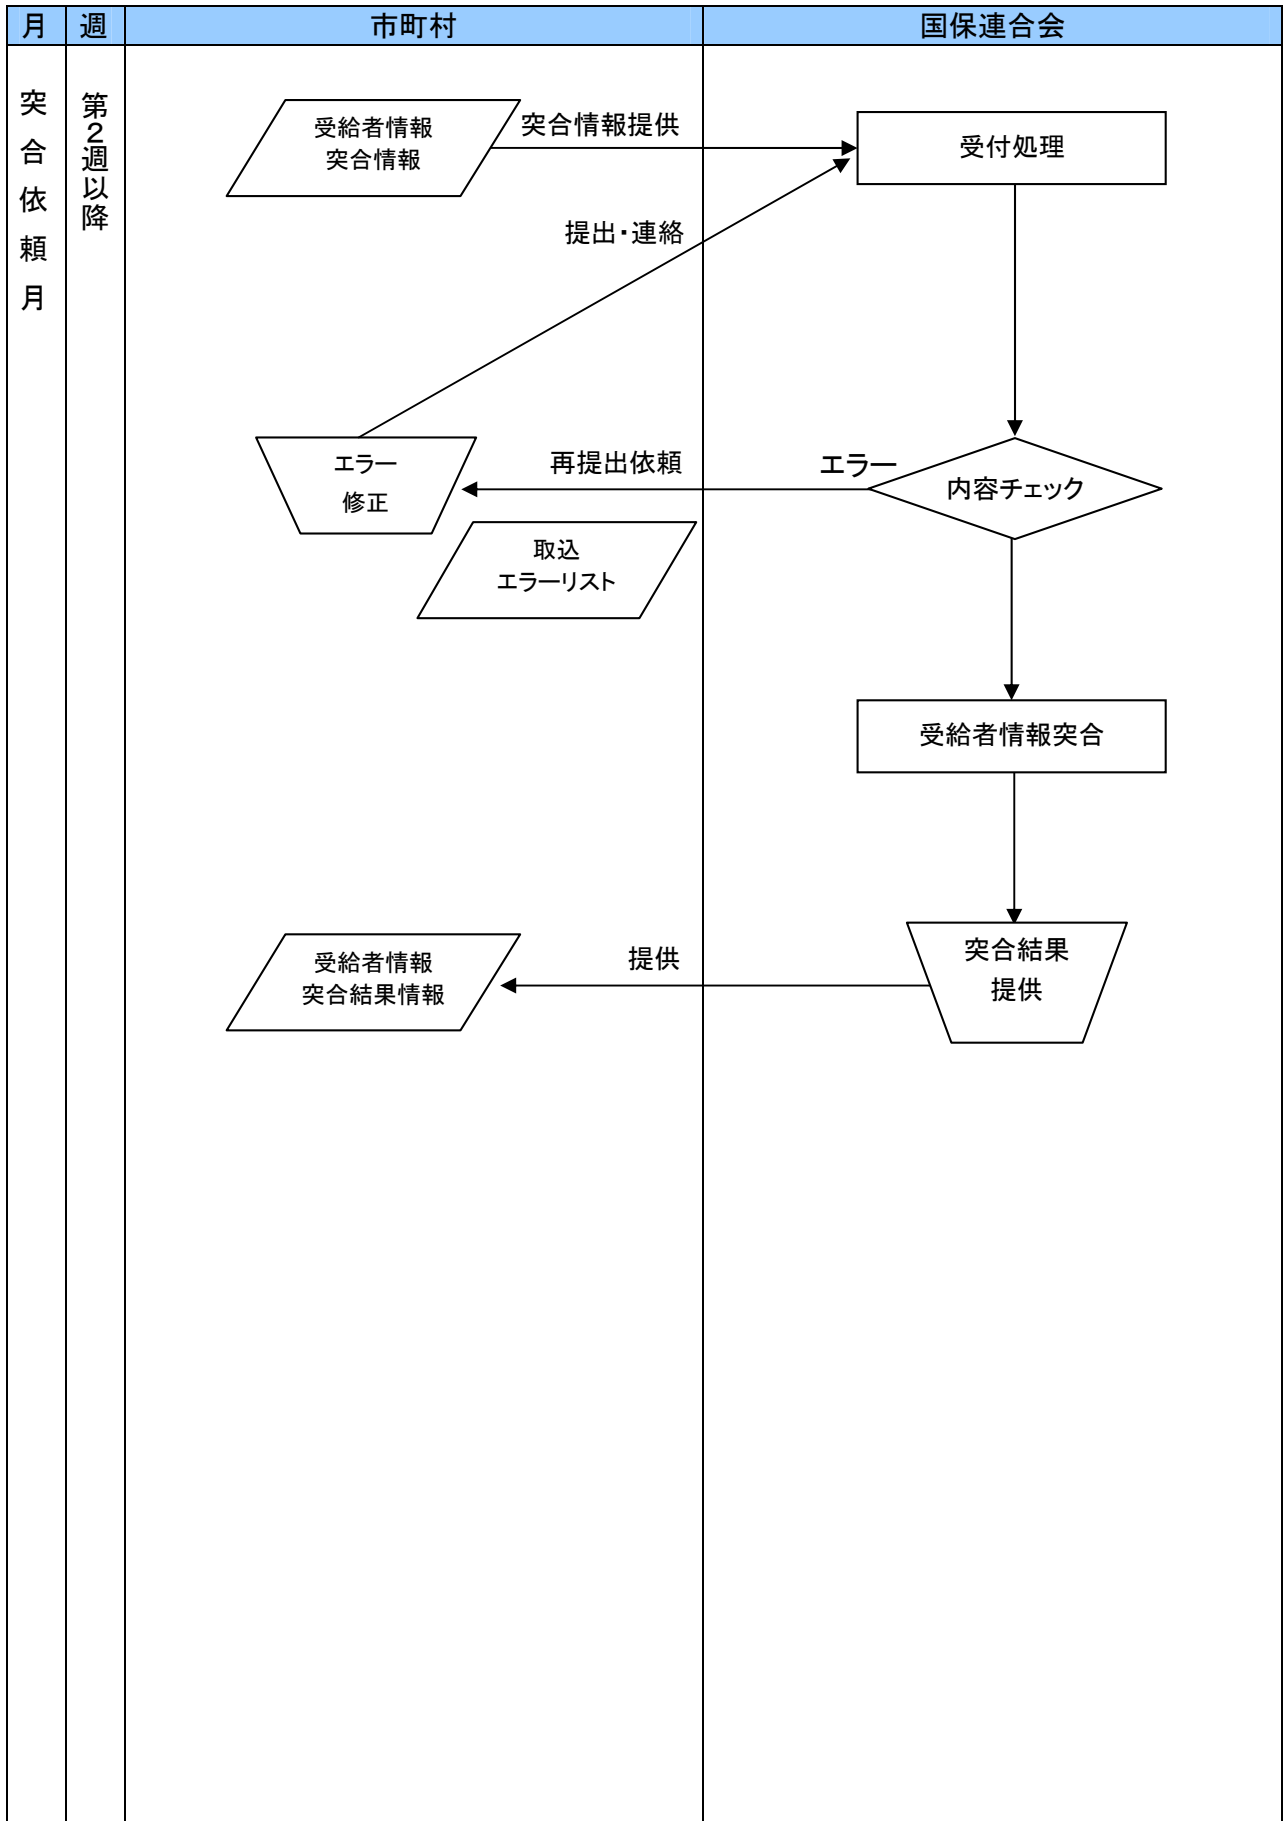 月 週 市町村 国保連合会
突合依頼月
第2週以降
受給者情報
突合情報
突合情報提供
受付処理
提出・連絡
エラー
修正
再提出依頼
エラー
内容チェック
取込
エラーリスト
受給者情報突合
突合結果
提供
提供
受給者情報
突合結果情報